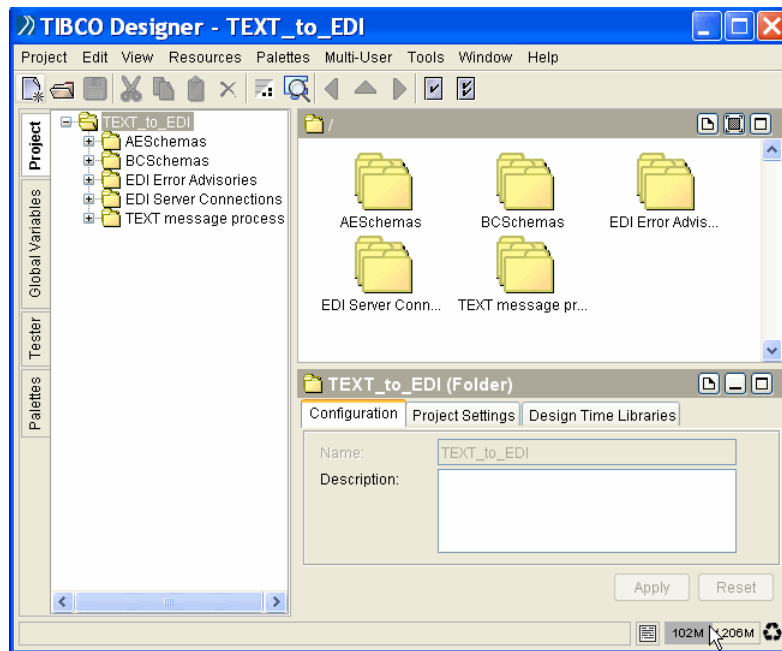 TIBCO Designer - TEXT_to_EDI
Project Edit View Resources Palettes Multi-User Tools Window Help
Project
Global Variables
Tester
Palettes
TEXT_to_EDI
AESchemas
BCSchemas
EDI Error Advisories
EDI Server Connections
TEXT message process
/
AESchemas BCSchemas EDI Error Advis...
EDI Server Conn... TEXT message pr...
TEXT_to_EDI (Folder)
Configuration Project Settings Design Time Libraries
Name: TEXT_to_EDI
Description:
Apply Reset
102M 206M